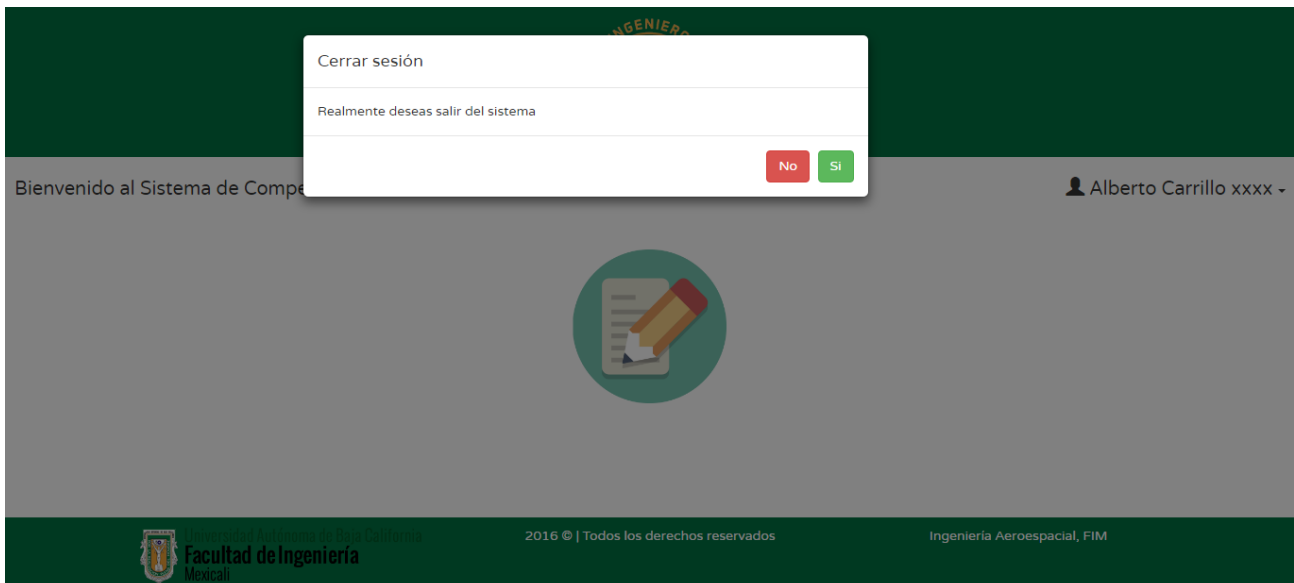 Cerrar sesión
Realmente deseas salir del sistema
No Si
Bienvenido al Sistema de
Alberto Carrillo xxxx
Universidad Autónoma de Baja California
Facultad de Ingeniería
Mexicali
2016 © | Todos los derechos reservados
Ingeniería Aeroespacial, FIM